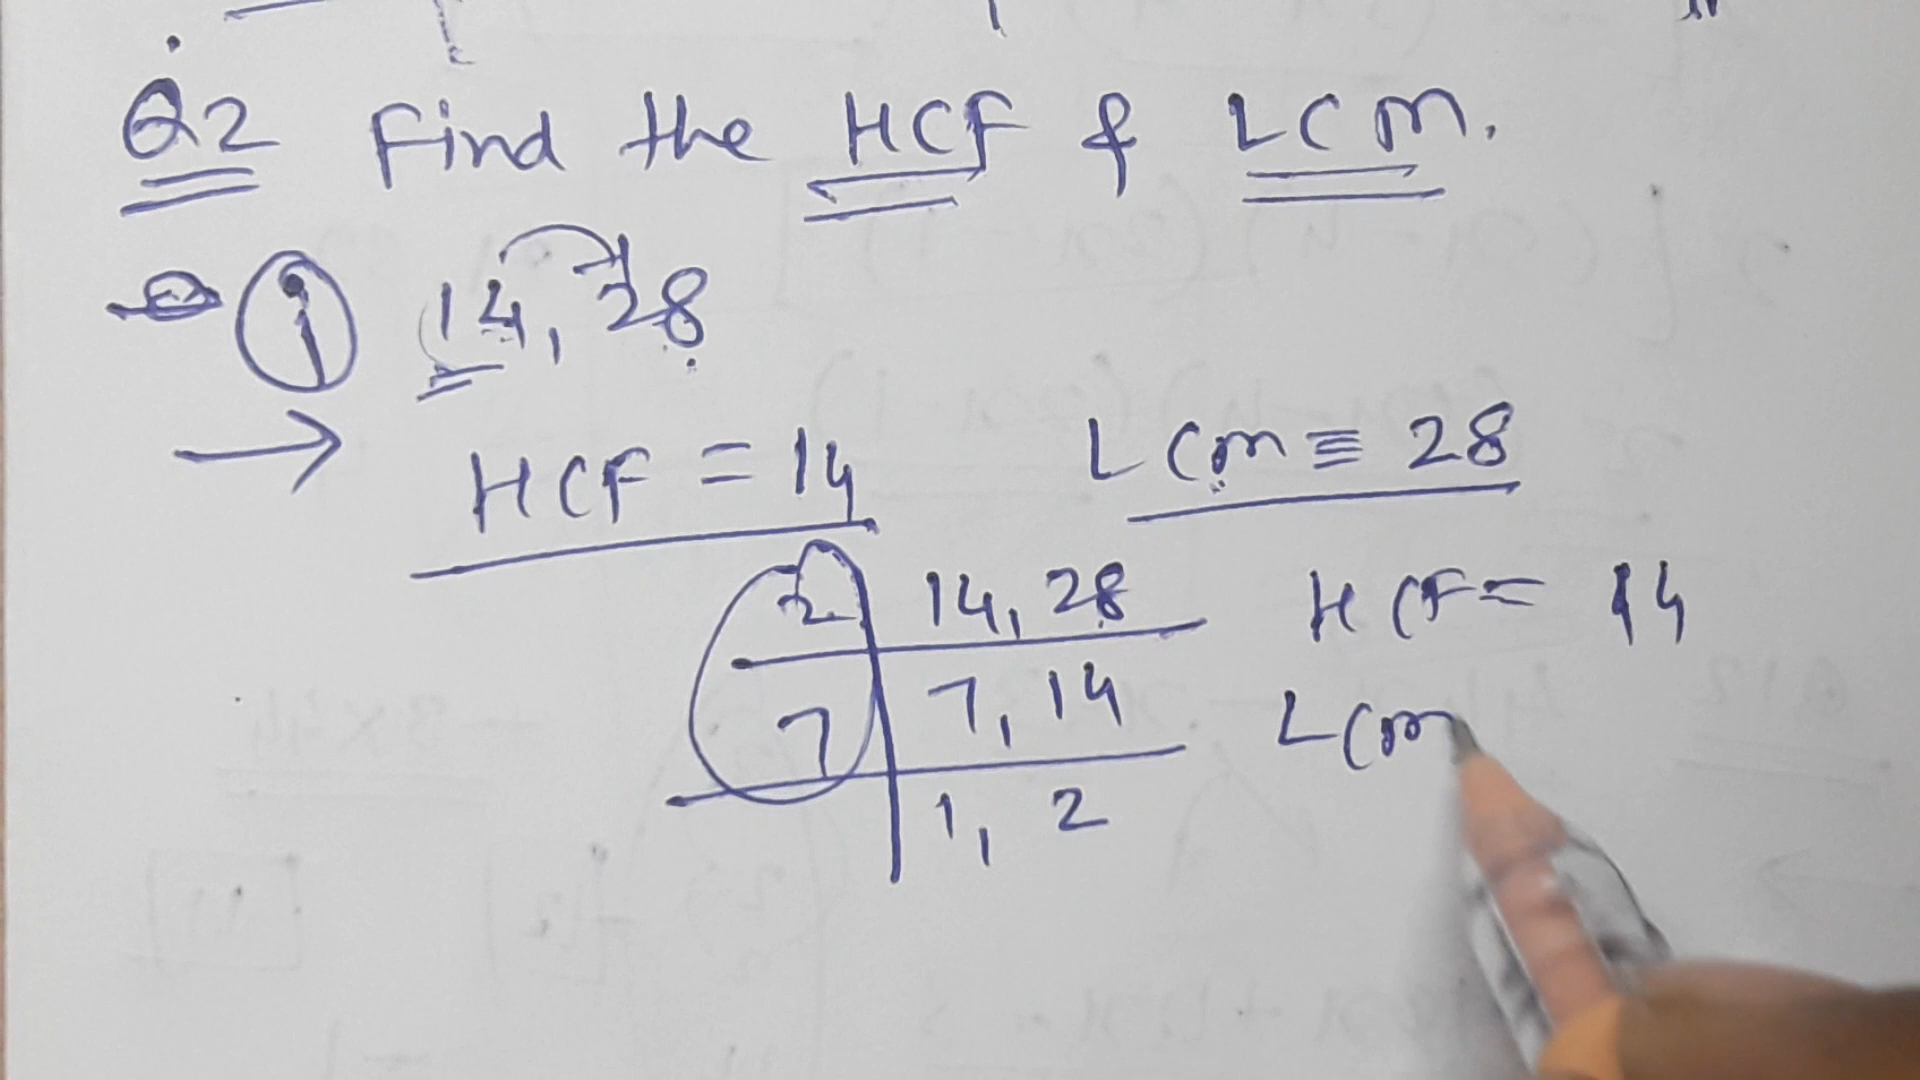 Q2 Find the HCF & LCM.
i 14, 28
→ HCF = 14 LCM ≡ 28
2 | 14, 28 HCF = 14
7 | 7, 14 LCM
1, 2